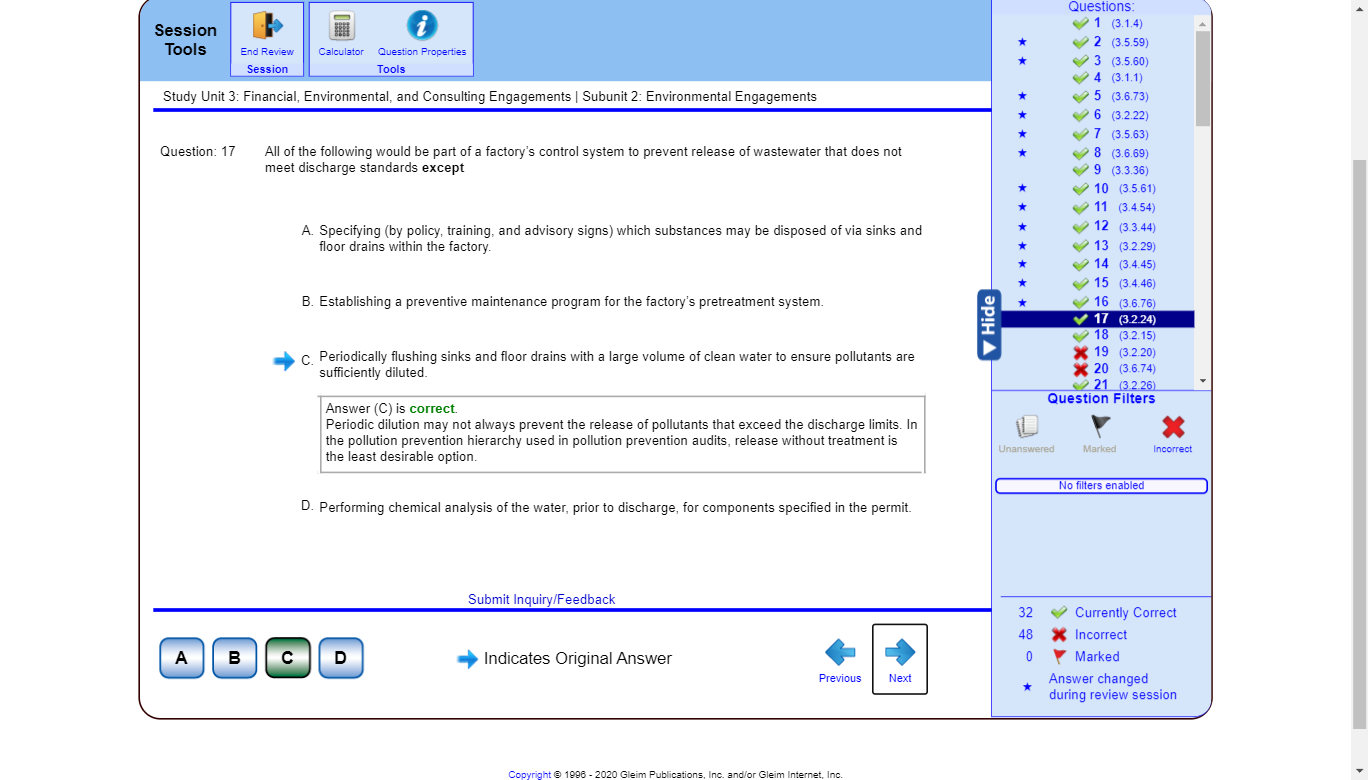 Session
Tools
End Review
Session
Calculator
Question Properties
Tools
Study Unit 3: Financial, Environmental, and Consulting Engagements | Subunit 2: Environmental Engagements
Question: 17
All of the following would be part of a factory's control system to prevent release of wastewater that does not
meet discharge standards except
A. Specifying (by policy, training, and advisory signs) which substances may be disposed of via sinks and
floor drains within the factory.
B. Establishing a preventive maintenance program for the factory's pretreatment system.
C. Periodically flushing sinks and floor drains with a large volume of clean water to ensure pollutants are
sufficiently diluted.
Answer (C) is correct.
Periodic dilution may not always prevent the release of pollutants that exceed the discharge limits. In
the pollution prevention hierarchy used in pollution prevention audits, release without treatment is
the least desirable option.
D. Performing chemical analysis of the water, prior to discharge, for components specified in the permit.
Submit Inquiry/Feedback
A
B
C
D
Indicates Original Answer
Previous
Next
Questions:
1 (3.1.4)
★ 2 (3.5.59)
★ 3 (3.5.60)
4 (3.1.1)
★ 5 (3.6.73)
★ 6 (3.2.22)
★ 7 (3.5.63)
★ 8 (3.6.69)
9 (3.3.36)
★ 10 (3.5.61)
★ 11 (3.4.54)
★ 12 (3.3.44)
★ 13 (3.2.29)
★ 14 (3.4.45)
★ 15 (3.4.46)
★ 16 (3.6.76)
17 (3.2.24)
18 (3.2.15)
19 (3.2.20)
20 (3.6.74)
21 (3.2.26)
Hide
Question Filters
Unanswered
Marked
Incorrect
No filters enabled
32 Currently Correct
48 Incorrect
0 Marked
★ Answer changed
during review session
Copyright © 1996 - 2020 Gleim Publications, Inc. and/or Gleim Internet, Inc.